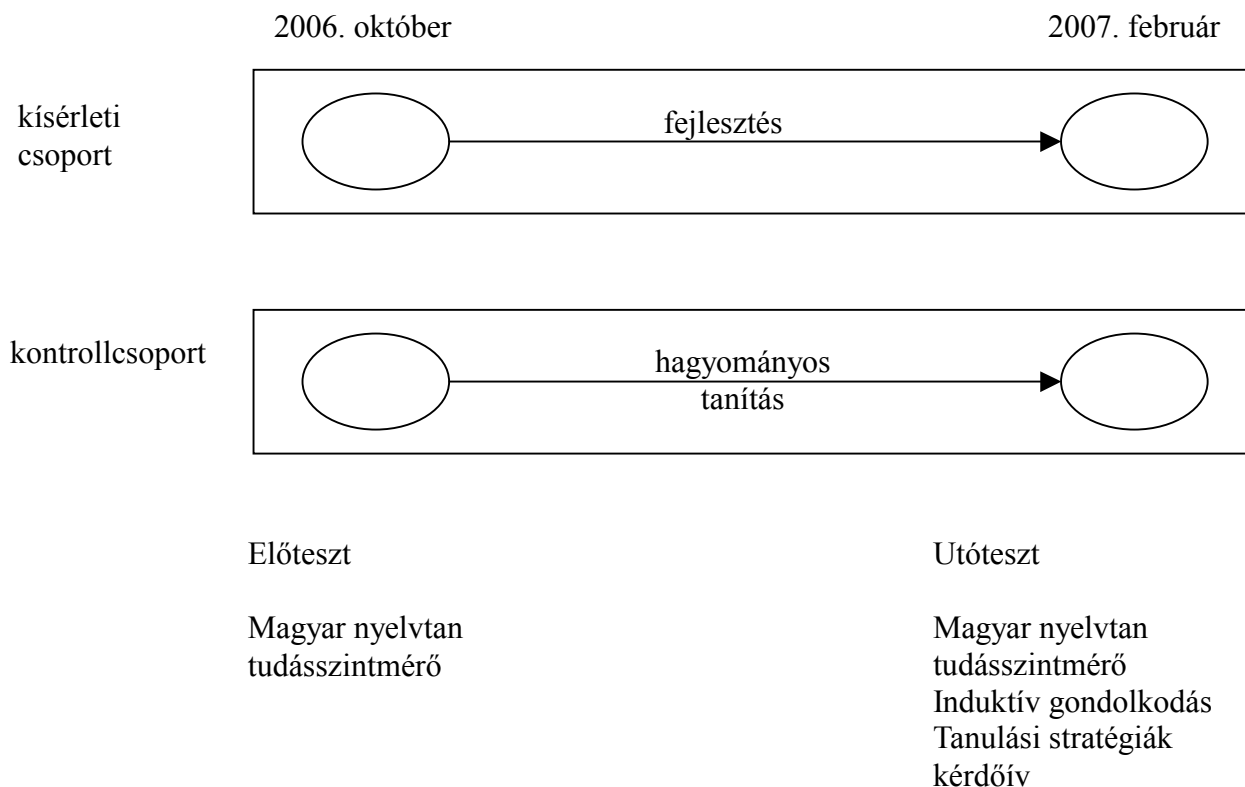 2006. október
2007. február
kísérleti
csoport
fejlesztés
kontrollcsoport
hagyományos
tanítás
Előteszt
Magyar nyelvtan
tudásszintmérő
Utóteszt
Magyar nyelvtan
tudásszintmérő
Induktív gondolkodás
Tanulási stratégiák
kérdőív